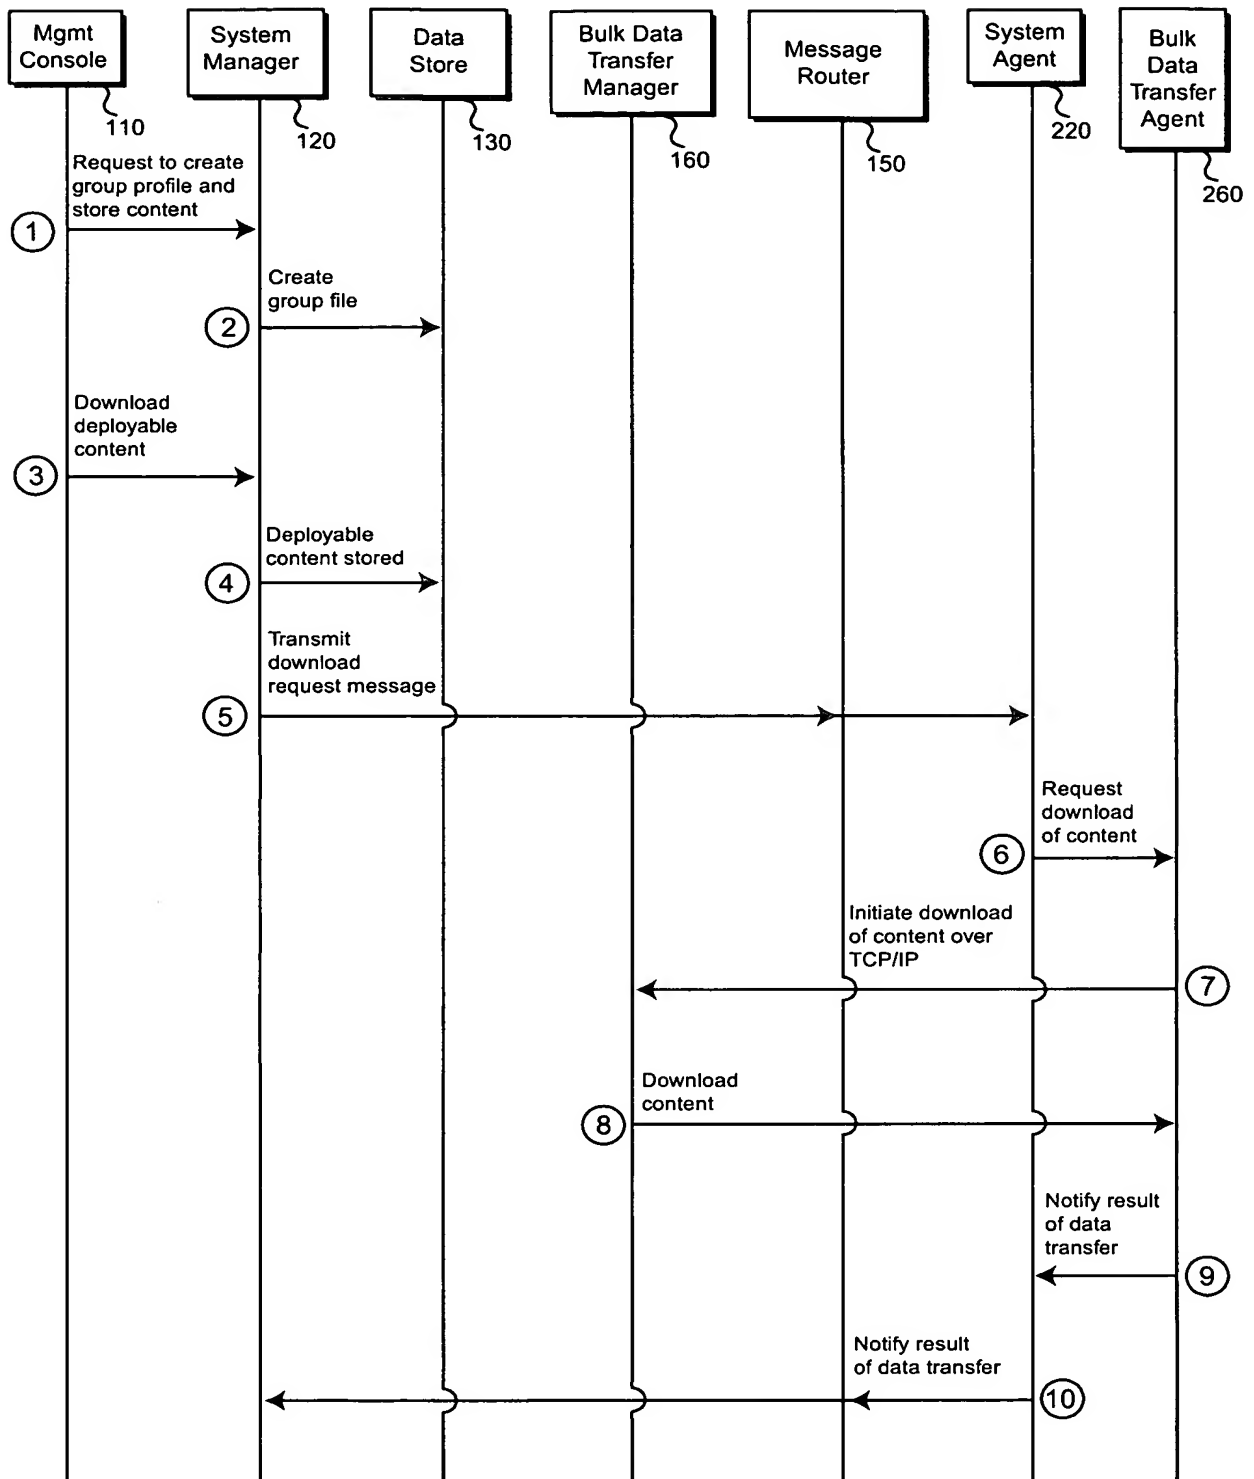 Mgmt
Console
System
Manager
Data
Store
Bulk Data
Transfer
Manager
Message
Router
System
Agent
Bulk
Data
Transfer
Agent
110
120
130
160
150
220
260
Request to create
group profile and
store content
1
Create
group file
2
Download
deployable
content
3
Deployable
content stored
4
Transmit
download
request message
5
Request
download
of content
6
Initiate download
of content over
TCP/IP
7
Download
content
8
Notify result
of data
transfer
9
Notify result
of data transfer
10